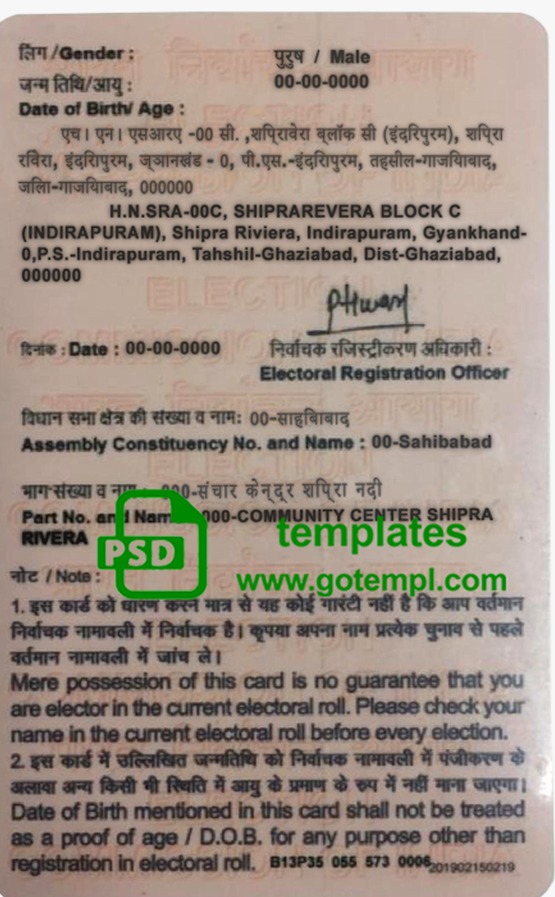 लिंग /Gender : पुरुष / Male
जन्म तिथि/आयु : 00-00-0000
Date of Birth/ Age :
एच। एन। एसआरए -00 सी. ,शप्रिावेरा ब्लॉक सी (इंदरिपुरम), शप्रिा
रविेरा, इंदरिापुरम, ज्ञानखंड - 0, पी.एस.-इंदरिापुरम, तहसील-गाजयिाबाद,
जलिा-गाजयिाबाद, 000000
H.N.SRA-00C, SHIPRAREVERA BLOCK C
(INDIRAPURAM), Shipra Riviera, Indirapuram, Gyankhand-
0,P.S.-Indirapuram, Tahshil-Ghaziabad, Dist-Ghaziabad,
000000
दिनांक : Date : 00-00-0000 निर्वाचक रजिस्ट्रीकरण अधिकारी :
Electoral Registration Officer
विधान सभा क्षेत्र की संख्या व नामः 00-साहबिाबाद
Assembly Constituency No. and Name : 00-Sahibabad
भाग संख्या व 000-संचार केन्द्र शप्रिा नदी
Part No. and 000-COMMUNITY CENTER SHIPRA
RIVERA
PSD
templates
www.gotempl.com
नोट / Note :
1. इस कार्ड को धारण करने मात्र से यह कोई गारंटी नहीं है कि आप वर्तमान
निर्वाचक नामावली में निर्वाचक है। कृपया अपना नाम प्रत्येक चुनाव से पहले
वर्तमान नामावली में जांच ले।
Mere possession of this card is no guarantee that you
are elector in the current electoral roll. Please check your
name in the current electoral roll before every election.
2. इस कार्ड में उल्लिखित जन्मतिथि को निर्वाचक नामावली में पंजीकरण के
अलावा अन्य किसी भी स्थिति में आयु के प्रमाण के रूप में नहीं माना जाएगा।
Date of Birth mentioned in this card shall not be treated
as a proof of age / D.O.B. for any purpose other than
registration in electoral roll. B13P35 055 573 0006 201902150219